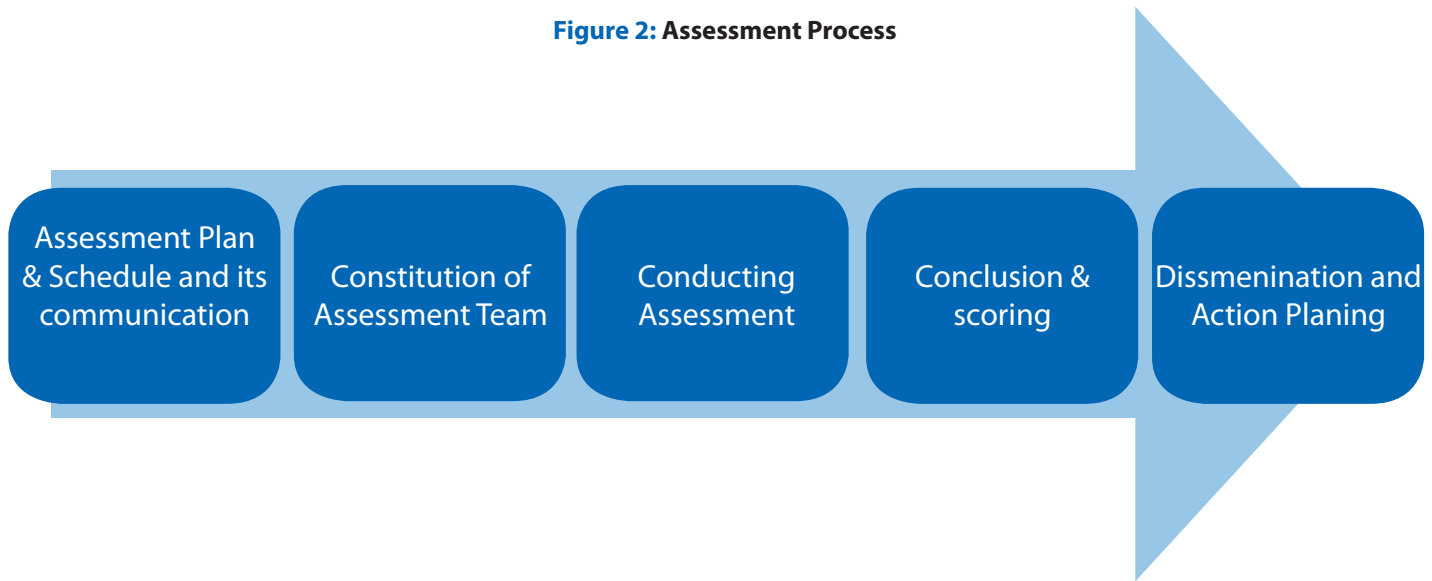 Figure 2: Assessment Process
Assessment Plan
& Schedule and its
communication
Constitution of
Assessment Team
Conducting
Assessment
Conclusion &
scoring
Dissmenination and
Action Planing